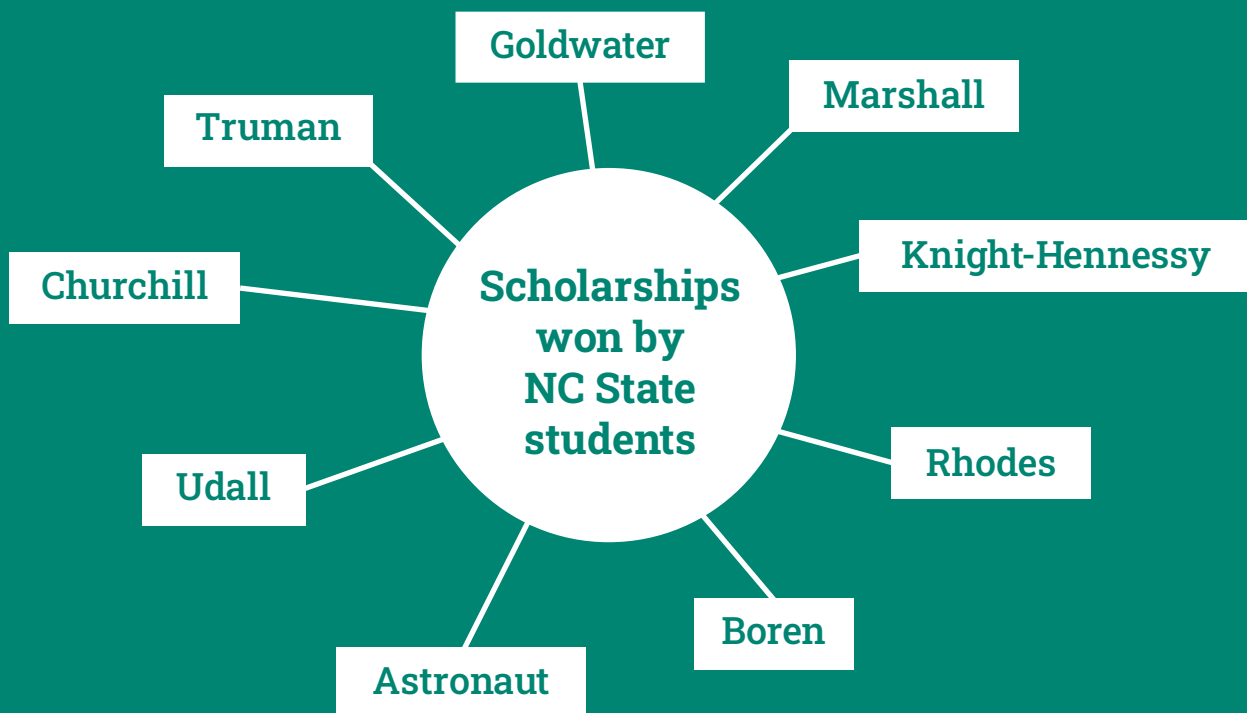 Goldwater
Marshall
Truman
Knight-Hennessy
Churchill
Scholarships
won by
NC State
students
Rhodes
Udall
Boren
Astronaut